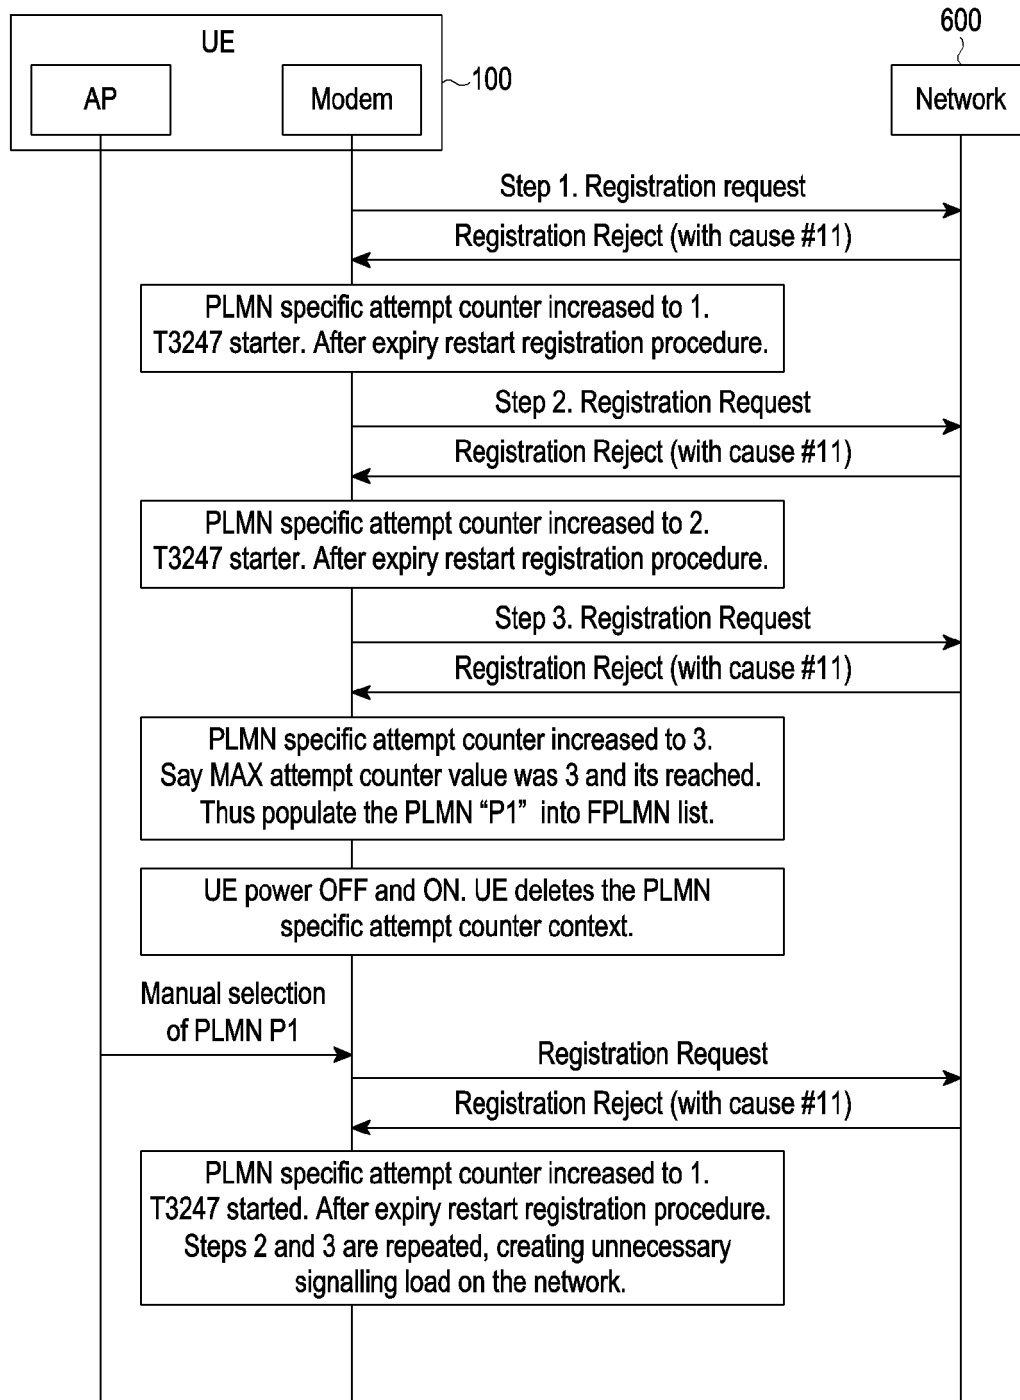 600
UE
100
AP
Modem
Network
Step 1. Registration request
Registration Reject (with cause #11)
PLMN specific attempt counter increased to 1.
T3247 starter. After expiry restart registration procedure.
Step 2. Registration Request
Registration Reject (with cause #11)
PLMN specific attempt counter increased to 2.
T3247 starter. After expiry restart registration procedure.
Step 3. Registration Request
Registration Reject (with cause #11)
PLMN specific attempt counter increased to 3.
Say MAX attempt counter value was 3 and its reached.
Thus populate the PLMN “P1” into FPLMN list.
UE power OFF and ON. UE deletes the PLMN
specific attempt counter context.
Manual selection
of PLMN P1
Registration Request
Registration Reject (with cause #11)
PLMN specific attempt counter increased to 1.
T3247 started. After expiry restart registration procedure.
Steps 2 and 3 are repeated, creating unnecessary
signalling load on the network.